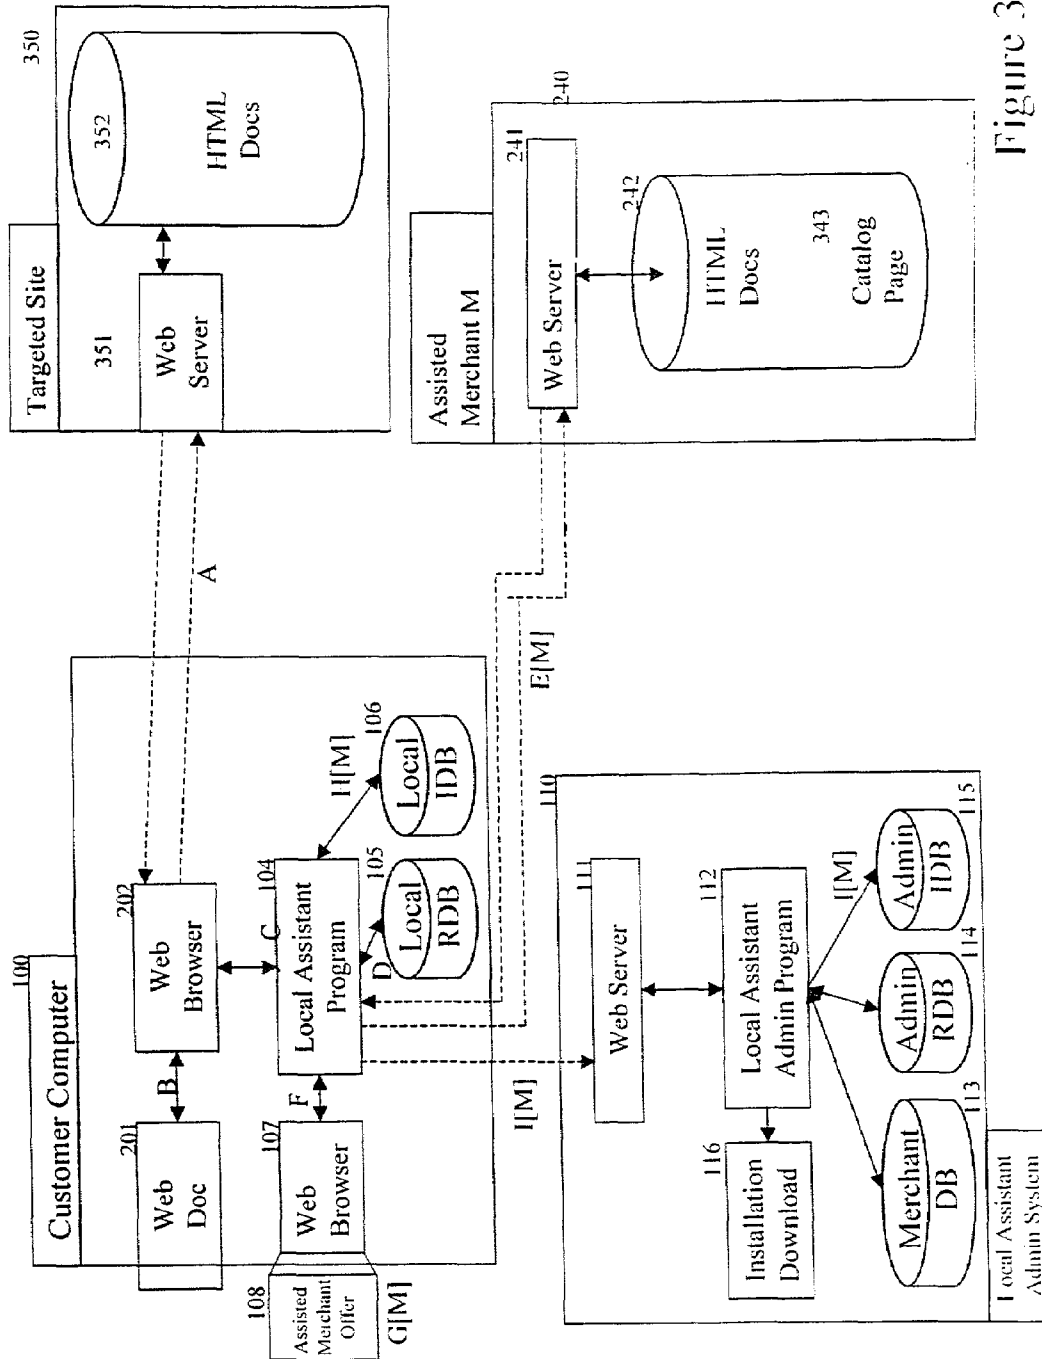 Customer Computer
100
201
Web
Doc
B
202
Web
Browser
A
108
Assisted
Merchant
Offer
G[M]
107
Web
Browser
F
C
104
Local Assistant
Program
D
105
Local
RDB
H[M]
106
Local
IDB
I[M]
E[M]
Targeted Site
350
351
Web
Server
352
HTML
Docs
Assisted
Merchant M
240
241
Web Server
242
HTML
Docs
343
Catalog
Page
110
111
Web Server
112
Local Assistant
Admin Program
116
Installation
Download
I[M]
Merchant
DB
113
Admin
RDB
114
Admin
IDB
115
Local Assistant
Admin System
Figure 3